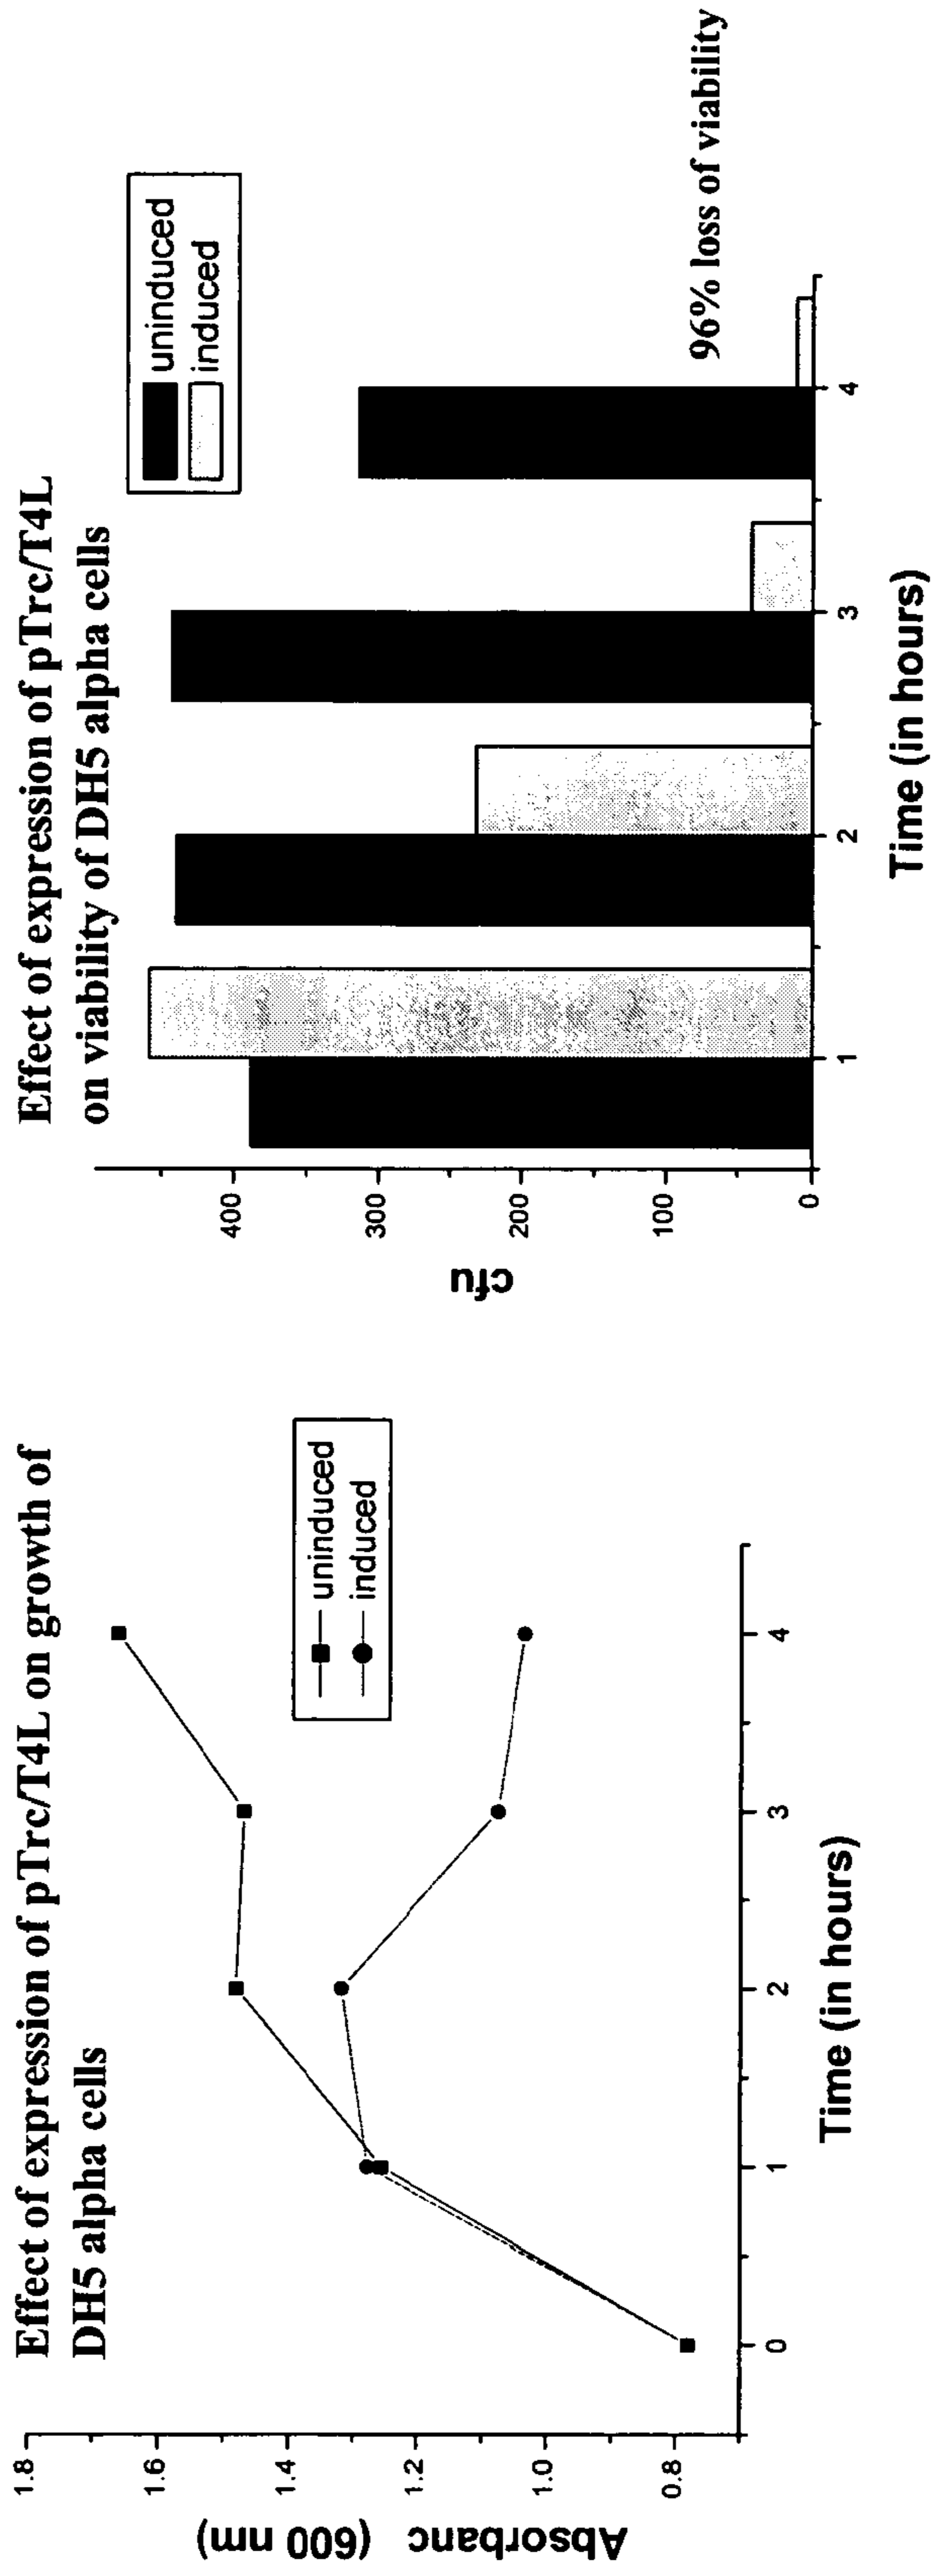 Effect of expression of pTrc/T4L on growth of
DH5 alpha cells
Absorbanc (600 nm)
1.8
1.6
1.4
1.2
1.0
0.8
uninduced
induced
0 1 2 3 4
Time (in hours)
Effect of expression of pTrc/T4L
on viability of DH5 alpha cells
cfu
400
300
200
100
0
uninduced
induced
96% loss of viability
1 2 3 4
Time (in hours)